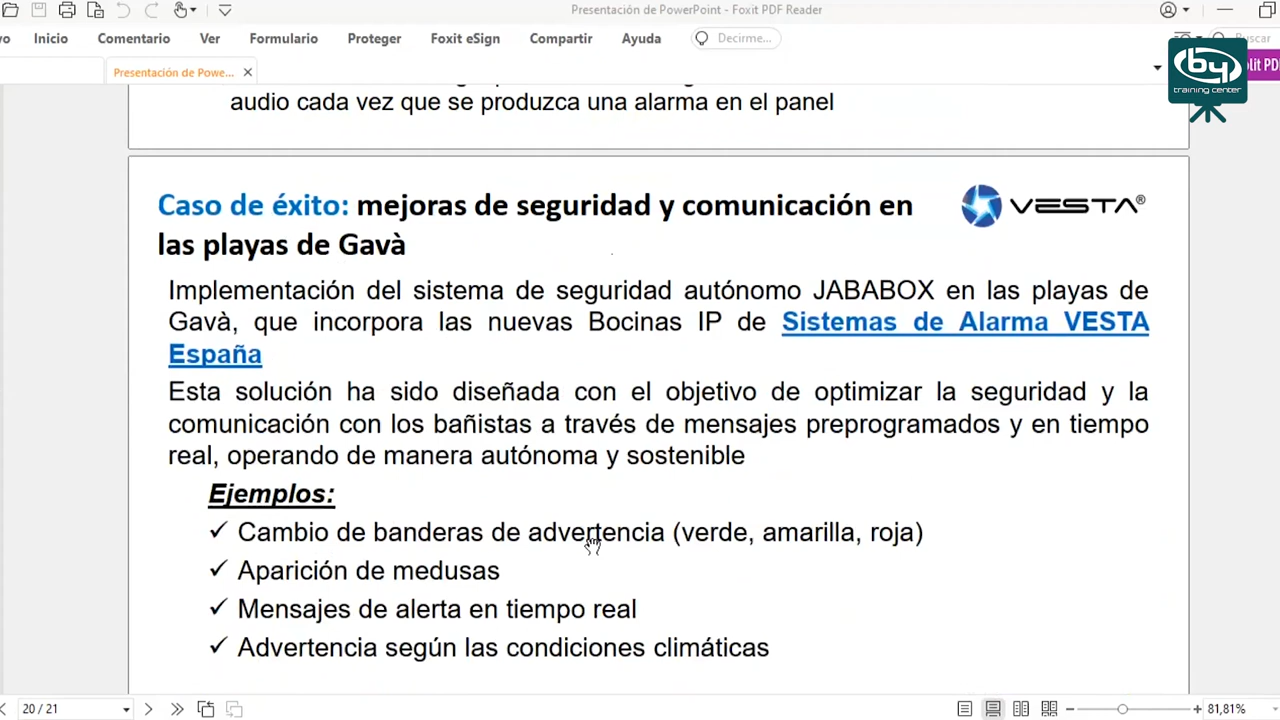 Presentación de PowerPoint - Foxit PDF Reader
Inicio Comentario Ver Formulario Proteger Foxit eSign Compartir Ayuda Decirme... Buscar
Presentación de Powe...
by
training center
audio cada vez que se produzca una alarma en el panel
Caso de éxito: mejoras de seguridad y comunicación en
las playas de Gavà
VESTA®
Implementación del sistema de seguridad autónomo JABABOX en las playas de
Gavà, que incorpora las nuevas Bocinas IP de Sistemas de Alarma VESTA
España
Esta solución ha sido diseñada con el objetivo de optimizar la seguridad y la
comunicación con los bañistas a través de mensajes preprogramados y en tiempo
real, operando de manera autónoma y sostenible
Ejemplos:
✓ Cambio de banderas de advertencia (verde, amarilla, roja)
✓ Aparición de medusas
✓ Mensajes de alerta en tiempo real
✓ Advertencia según las condiciones climáticas
20 / 21
81,81%